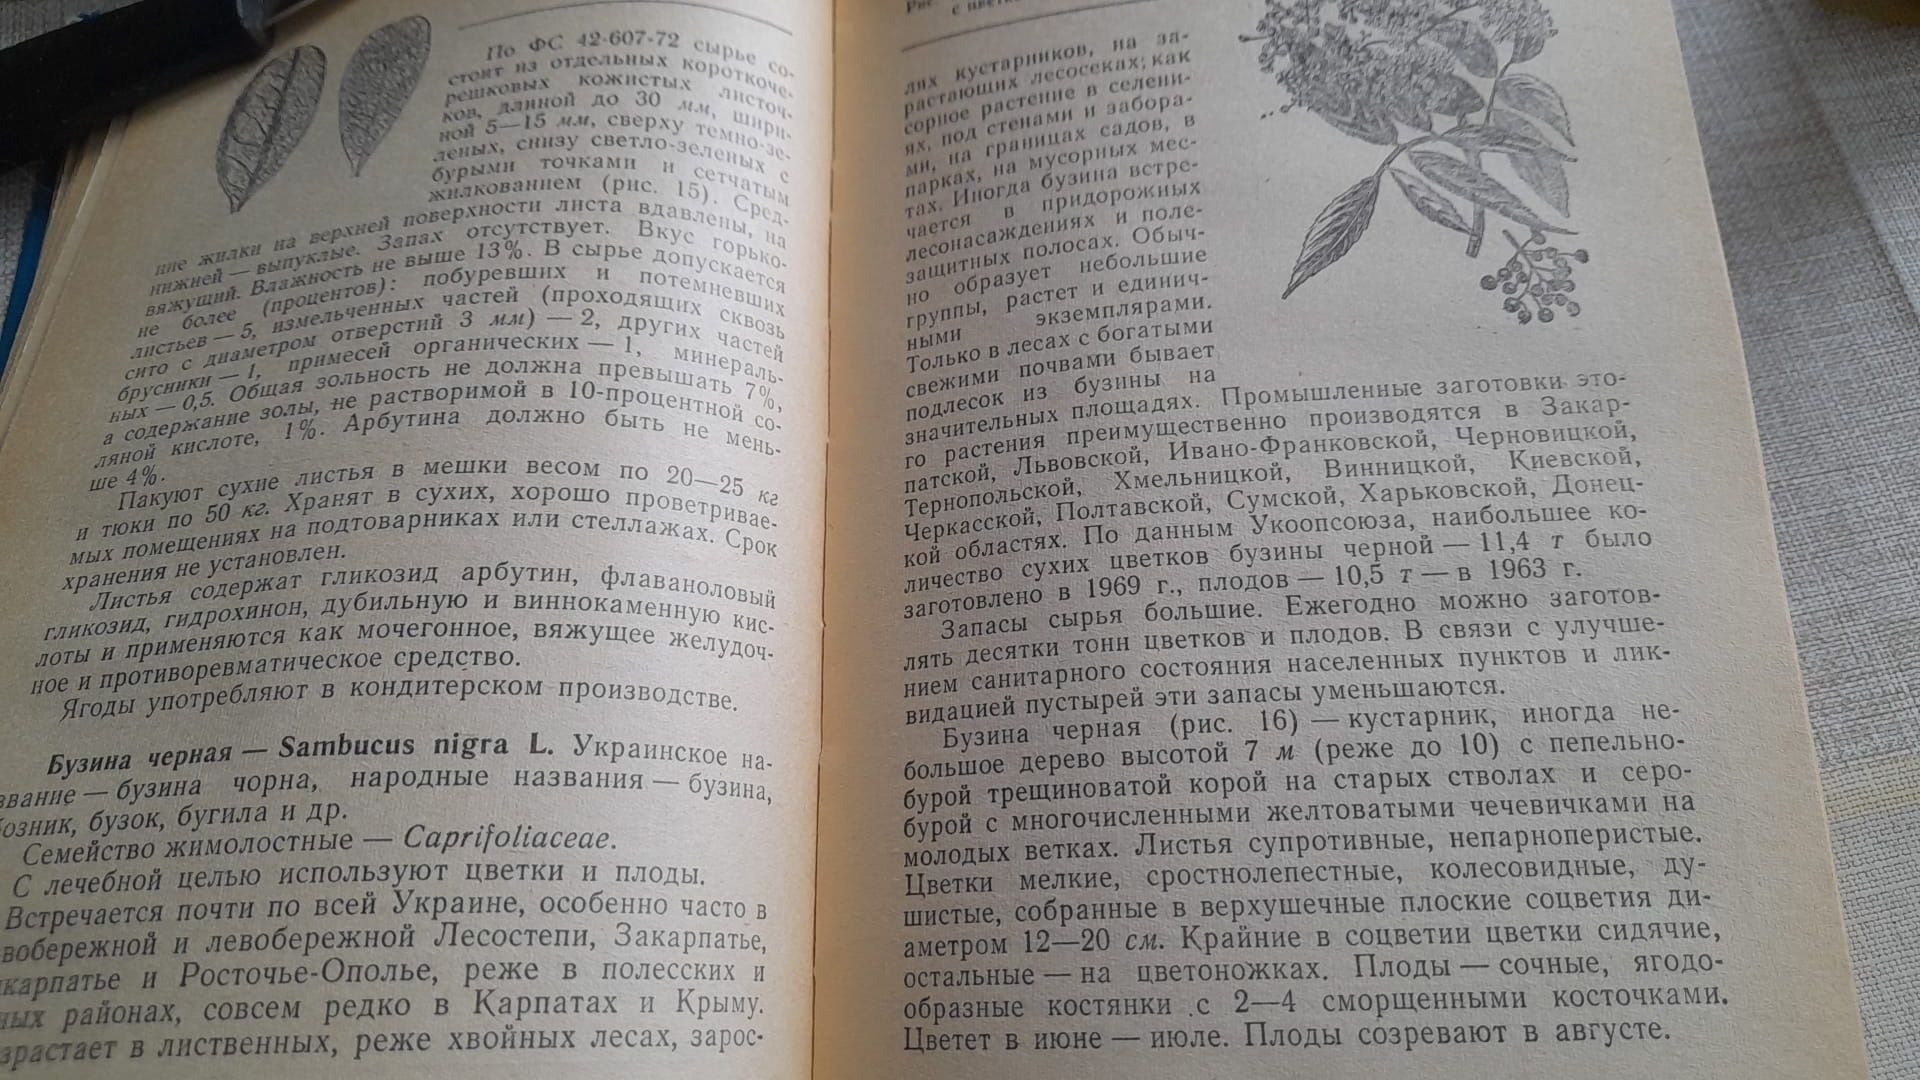 По ФС 42-607-72 сырье со-
стоит из отдельных короткоче-
решковых кожистых листоч-
ков, длиной до 30 мм, шири-
ной 5—15 мм, сверху темно-зе-
леных, снизу светло-зеленых с
бурыми точками и сетчатым
жилкованием (рис. 15). Сред-
ние жилки на верхней поверхности листа вдавлены, на
нижней — выпуклые. Запах отсутствует. Вкус горько-
вяжущий. Влажность не выше 13%. В сырье допускается
не более (процентов): побуревших и потемневших
листьев — 5, измельченных частей (проходящих сквозь
сито с диаметром отверстий 3 мм) — 2, других частей
брусники — 1, примесей органических — 1, минераль-
ных — 0,5. Общая зольность не должна превышать 7%,
а содержание золы, не растворимой в 10-процентной со-
ляной кислоте, 1%. Арбутина должно быть не мень-
ше 4%.
Пакуют сухие листья в мешки весом по 20—25 кг
и тюки по 50 кг. Хранят в сухих, хорошо проветривае-
мых помещениях на подтоварниках или стеллажах. Срок
хранения не установлен.
Листья содержат гликозид арбутин, флаваноловый
гликозид, гидрохинон, дубильную и виннокаменную кис-
лоты и применяются как мочегонное, вяжущее желудоч-
ное и противоревматическое средство.
Ягоды употребляют в кондитерском производстве.
Бузина черная — Sambucus nigra L. Украинское на-
звание — бузина чорна, народные названия — бузина,
бозник, бузок, бугила и др.
Семейство жимолостные — Caprifoliaceae.
С лечебной целью используют цветки и плоды.
Встречается почти по всей Украине, особенно часто в
вобережной и левобережной Лесостепи, Закарпатье,
карпатье и Росточье-Ополье, реже в полесских и
ных районах, совсем редко в Карпатах и Крыму.
зрастает в лиственных, реже хвойных лесах, зарос-
Рис.
с цветк
лях кустарников, на за-
растающих лесосеках; как
сорное растение в селени-
ях, под стенами и забора-
ми, на границах садов, в
парках, на мусорных мес-
тах. Иногда бузина встре-
чается в придорожных
лесонасаждениях и поле-
защитных полосах. Обыч-
но образует небольшие
группы, растет и единич-
ными экземплярами.
Только в лесах с богатыми
свежими почвами бывает
подлесок из бузины на
значительных площадях. Промышленные заготовки это-
го растения преимущественно производятся в Закар-
патской, Львовской, Ивано-Франковской, Черновицкой,
Тернопольской, Хмельницкой, Винницкой, Киевской,
Черкасской, Полтавской, Сумской, Харьковской, Донец-
кой областях. По данным Укоопсоюза, наибольшее ко-
личество сухих цветков бузины черной — 11,4 т было
заготовлено в 1969 г., плодов — 10,5 т — в 1963 г.
Запасы сырья большие. Ежегодно можно заготов-
лять десятки тонн цветков и плодов. В связи с улучше-
нием санитарного состояния населенных пунктов и лик-
видацией пустырей эти запасы уменьшаются.
Бузина черная (рис. 16) — кустарник, иногда не-
большое дерево высотой 7 м (реже до 10) с пепельно-
бурой трещиноватой корой на старых стволах и серо-
бурой с многочисленными желтоватыми чечевичками на
молодых ветках. Листья супротивные, непарноперистые.
Цветки мелкие, сростнолепестные, колесовидные, ду-
шистые, собранные в верхушечные плоские соцветия ди-
аметром 12—20 см. Крайние в соцветии цветки сидячие,
остальные — на цветоножках. Плоды — сочные, ягодо-
образные костянки с 2—4 сморщенными косточками.
Цветет в июне — июле. Плоды созревают в августе.